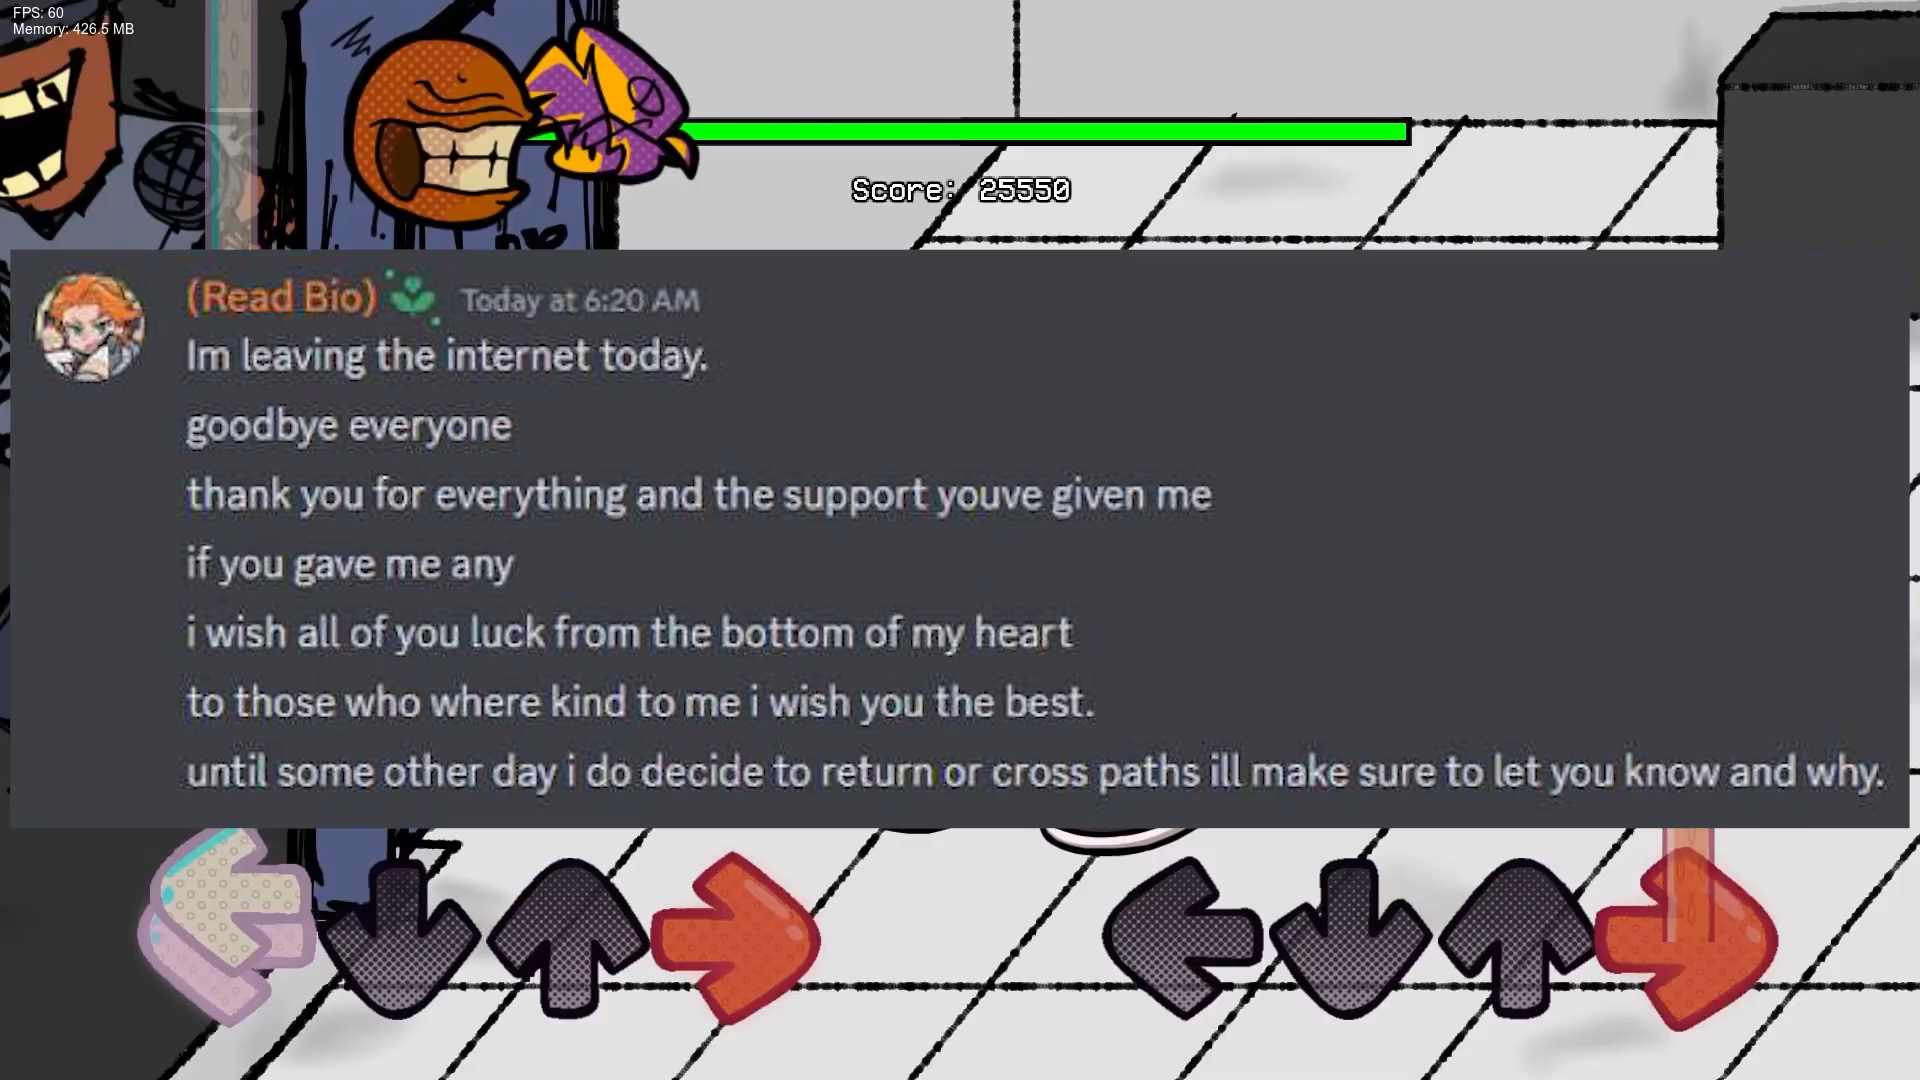 FPS: 60
Memory: 426.5 MB
Score: 25550
(Read Bio) Today at 6:20 AM
Im leaving the internet today.
goodbye everyone
thank you for everything and the support youve given me
if you gave me any
i wish all of you luck from the bottom of my heart
to those who where kind to me i wish you the best.
until some other day i do decide to return or cross paths ill make sure to let you know and why.